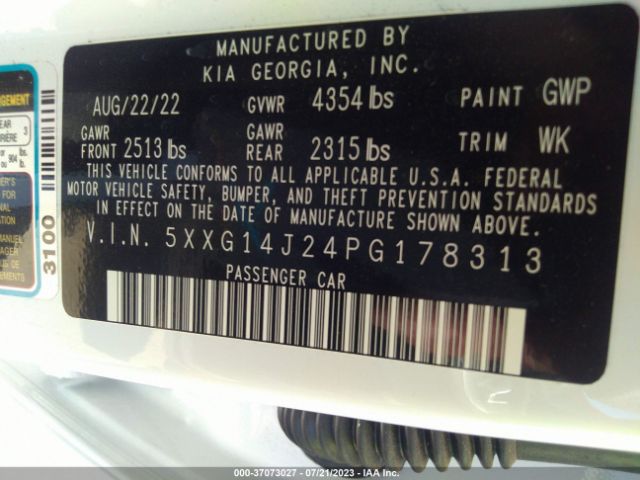 MANUFACTURED BY
KIA GEORGIA, INC.
AUG/22/22 GVWR 4354 lbs PAINT GWP
GAWR FRONT 2513 lbs GAWR REAR 2315 lbs TRIM WK
THIS VEHICLE CONFORMS TO ALL APPLICABLE U.S.A. FEDERAL
MOTOR VEHICLE SAFETY, BUMPER, AND THEFT PREVENTION STANDARDS
IN EFFECT ON THE DATE OF MANUFACTURE SHOWN ABOVE.
V.I.N. 5XXG14J24PG178313
PASSENGER CAR
3100
000-37073027 - 07/21/2023 - IAA Inc.